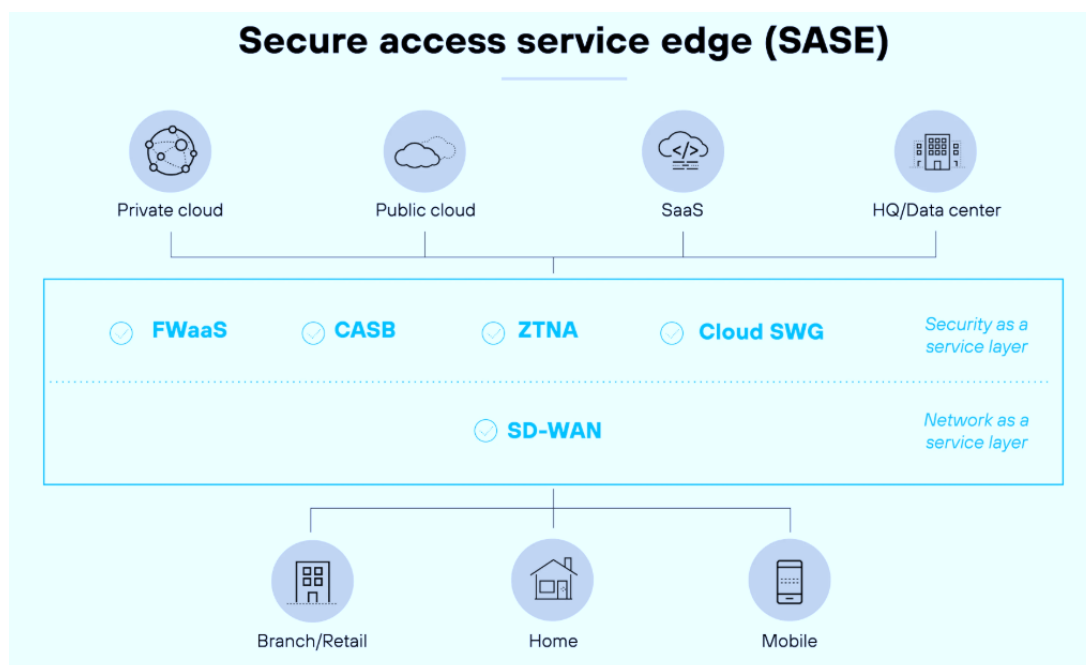 Secure access service edge (SASE)
Private cloud
Public cloud
SaaS
HQ/Data center
FWaaS
CASB
ZTNA
Cloud SWG
Security as a
service layer
SD-WAN
Network as a
service layer
Branch/Retail
Home
Mobile